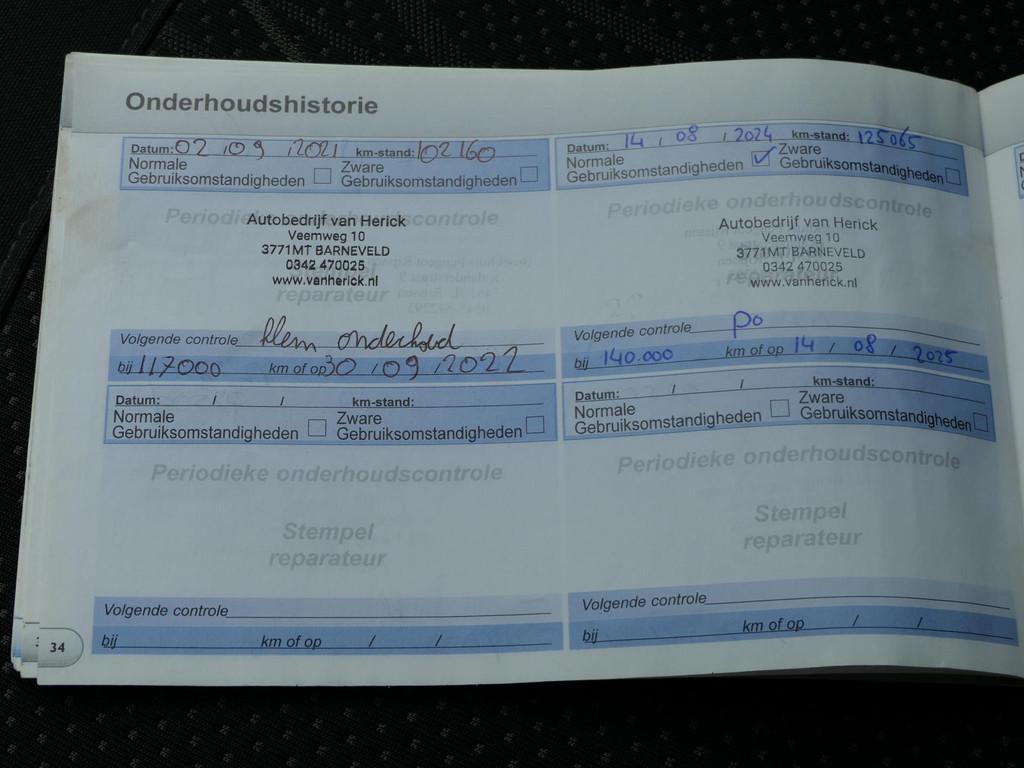 Onderhoudshistorie
Datum: 02 / 09 / 2021 km-stand: 102160
Normale Gebruiksomstandigheden
Zware Gebruiksomstandigheden
Periodieke onderhoudscontrole
Autobedrijf van Herick
Veemweg 10
3771MT BARNEVELD
0342 470025
www.vanherick.nl
reparateur
Volgende controle klein onderhoud
bij 117000 km of op 30 / 09 / 2022
Datum: / / km-stand:
Normale Gebruiksomstandigheden
Zware Gebruiksomstandigheden
Periodieke onderhoudscontrole
Stempel
reparateur
Volgende controle
bij km of op / /
34
Datum: 14 / 08 / 2024 km-stand: 125065
Normale Gebruiksomstandigheden ✓
Zware Gebruiksomstandigheden
Periodieke onderhoudscontrole
Autobedrijf van Herick
Veemweg 10
3771MT BARNEVELD
0342 470025
www.vanherick.nl
reparateur
Volgende controle PO
bij 140.000 km of op 14 / 08 / 2025
Datum: / / km-stand:
Normale Gebruiksomstandigheden
Zware Gebruiksomstandigheden
Periodieke onderhoudscontrole
Stempel
reparateur
Volgende controle
bij km of op / /